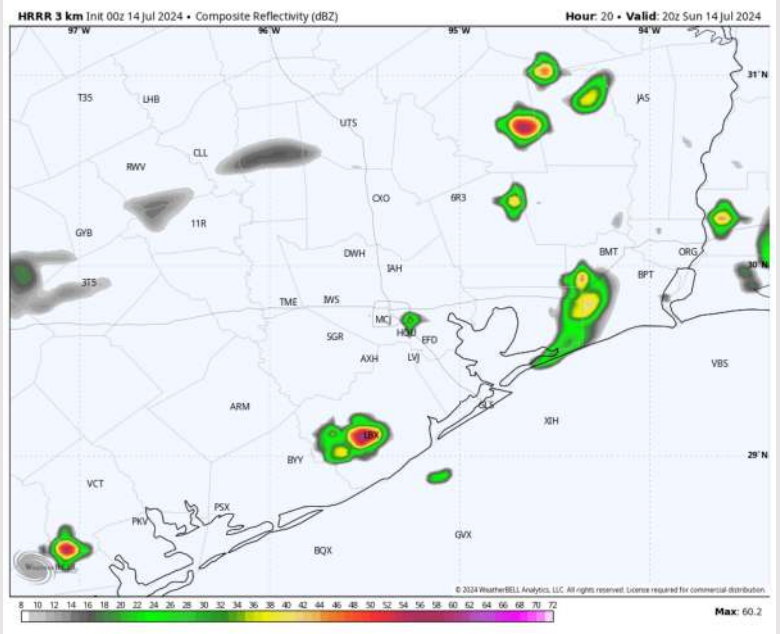 HRRR 3 km Init 00z 14 Jul 2024 • Composite Reflectivity (dBZ) Hour: 20 • Valid: 20z Sun 14 Jul 2024
97°W 96°W 95°W 94°W
31°N
T35 LHB JAS
UTS
CLL
RWV
CXO 6R3
11R
GYB
DWH BMT ORG
IAH 30°N
BPT
3T5
TME IWS
MCJ
HOU
SGR EFD
AXH LVJ VBS
ARM GLS
XIH
LBX
BYY 29°N
VCT
PSX
PKV
GVX
BQX
© 2024 WeatherBELL Analytics, LLC. All rights reserved. License required for commercial distribution.
8 10 12 14 16 18 20 22 24 26 28 30 32 34 36 38 40 42 44 46 48 50 52 54 56 58 60 62 64 66 68 70 72 Max: 60.2